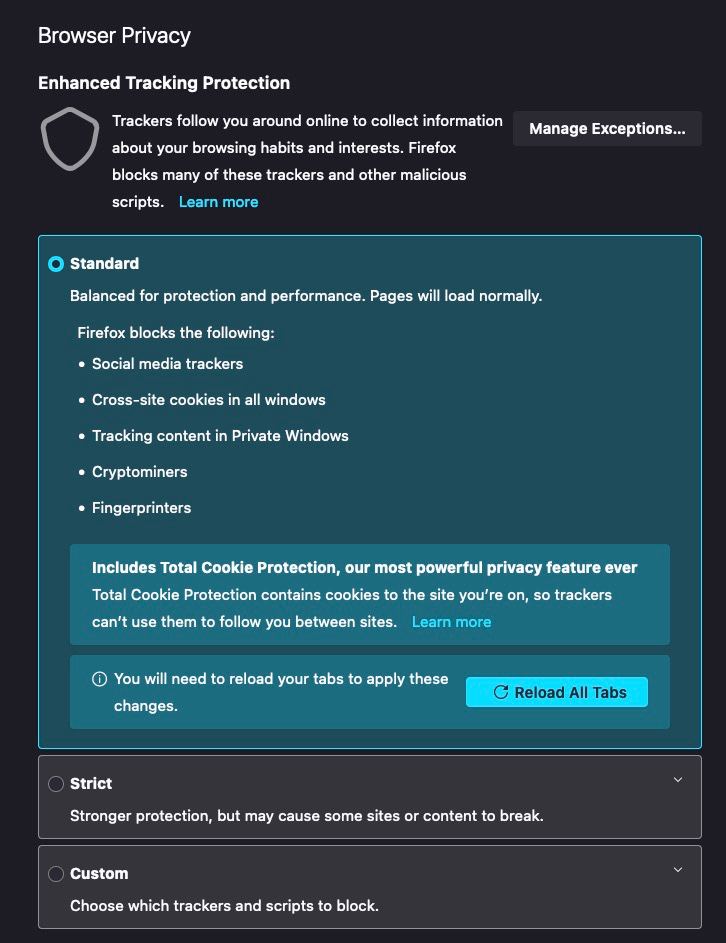 Browser Privacy
Enhanced Tracking Protection
Trackers follow you around online to collect information
about your browsing habits and interests. Firefox
blocks many of these trackers and other malicious
scripts. Learn more
Manage Exceptions...
Standard
Balanced for protection and performance. Pages will load normally.
Firefox blocks the following:
• Social media trackers
• Cross-site cookies in all windows
• Tracking content in Private Windows
• Cryptominers
• Fingerprinters
Includes Total Cookie Protection, our most powerful privacy feature ever
Total Cookie Protection contains cookies to the site you’re on, so trackers
can’t use them to follow you between sites. Learn more
You will need to reload your tabs to apply these
changes.
Reload All Tabs
Strict
Stronger protection, but may cause some sites or content to break.
Custom
Choose which trackers and scripts to block.